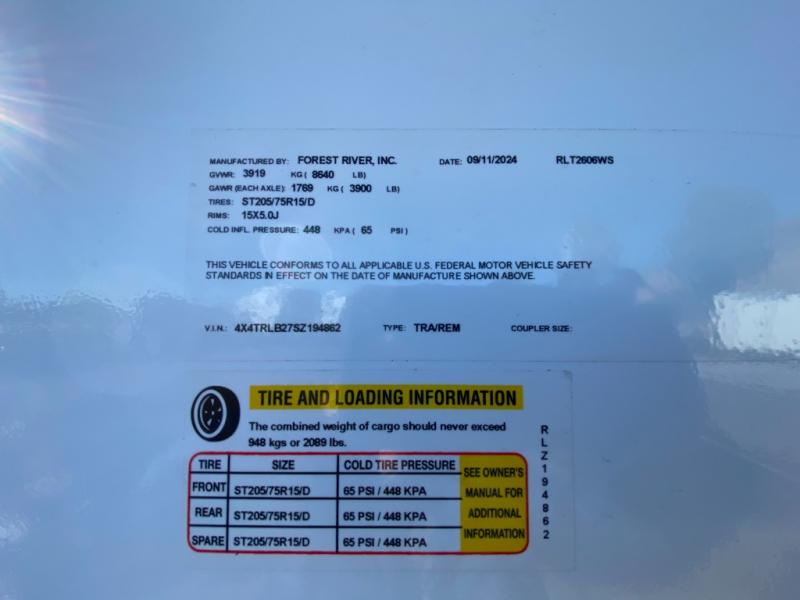 MANUFACTURED BY: FOREST RIVER, INC. DATE: 09/11/2024 RLT2606WS
GVWR: 3919 KG ( 8640 LB)
GAWR (EACH AXLE): 1769 KG ( 3900 LB)
TIRES: ST205/75R15/D
RIMS: 15X5.0J
COLD INFL. PRESSURE: 448 KPA ( 65 PSI )
THIS VEHICLE CONFORMS TO ALL APPLICABLE U.S. FEDERAL MOTOR VEHICLE SAFETY
STANDARDS IN EFFECT ON THE DATE OF MANUFACTURE SHOWN ABOVE.
V.I.N.: 4X4TRLB27SZ194862 TYPE: TRA/REM COUPLER SIZE:
TIRE AND LOADING INFORMATION
The combined weight of cargo should never exceed
948 kgs or 2089 lbs.
TIRE SIZE COLD TIRE PRESSURE
FRONT ST205/75R15/D 65 PSI / 448 KPA
REAR ST205/75R15/D 65 PSI / 448 KPA
SPARE ST205/75R15/D 65 PSI / 448 KPA
SEE OWNER'S
MANUAL FOR
ADDITIONAL
INFORMATION
RLZ194862